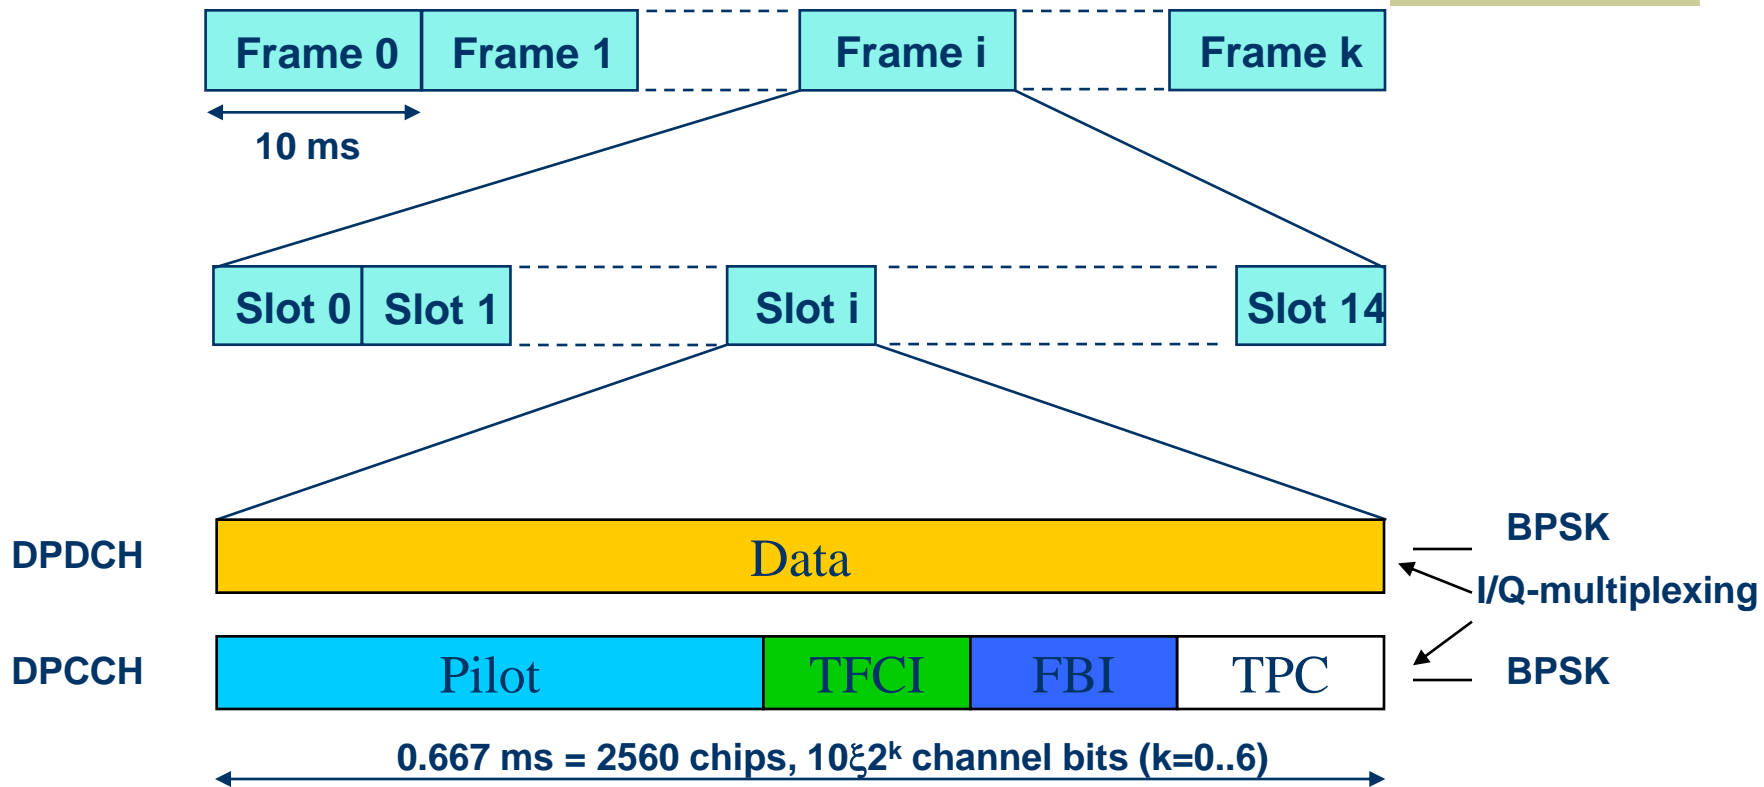 Frame 0 Frame 1 Frame i Frame k
10 ms
Slot 0 Slot 1 Slot i Slot 14
BPSK
DPDCH Data
I/Q-multiplexing
DPCCH Pilot TFCI FBI TPC BPSK
0.667 ms = 2560 chips, 10ξ2ᵏ channel bits (k=0..6)